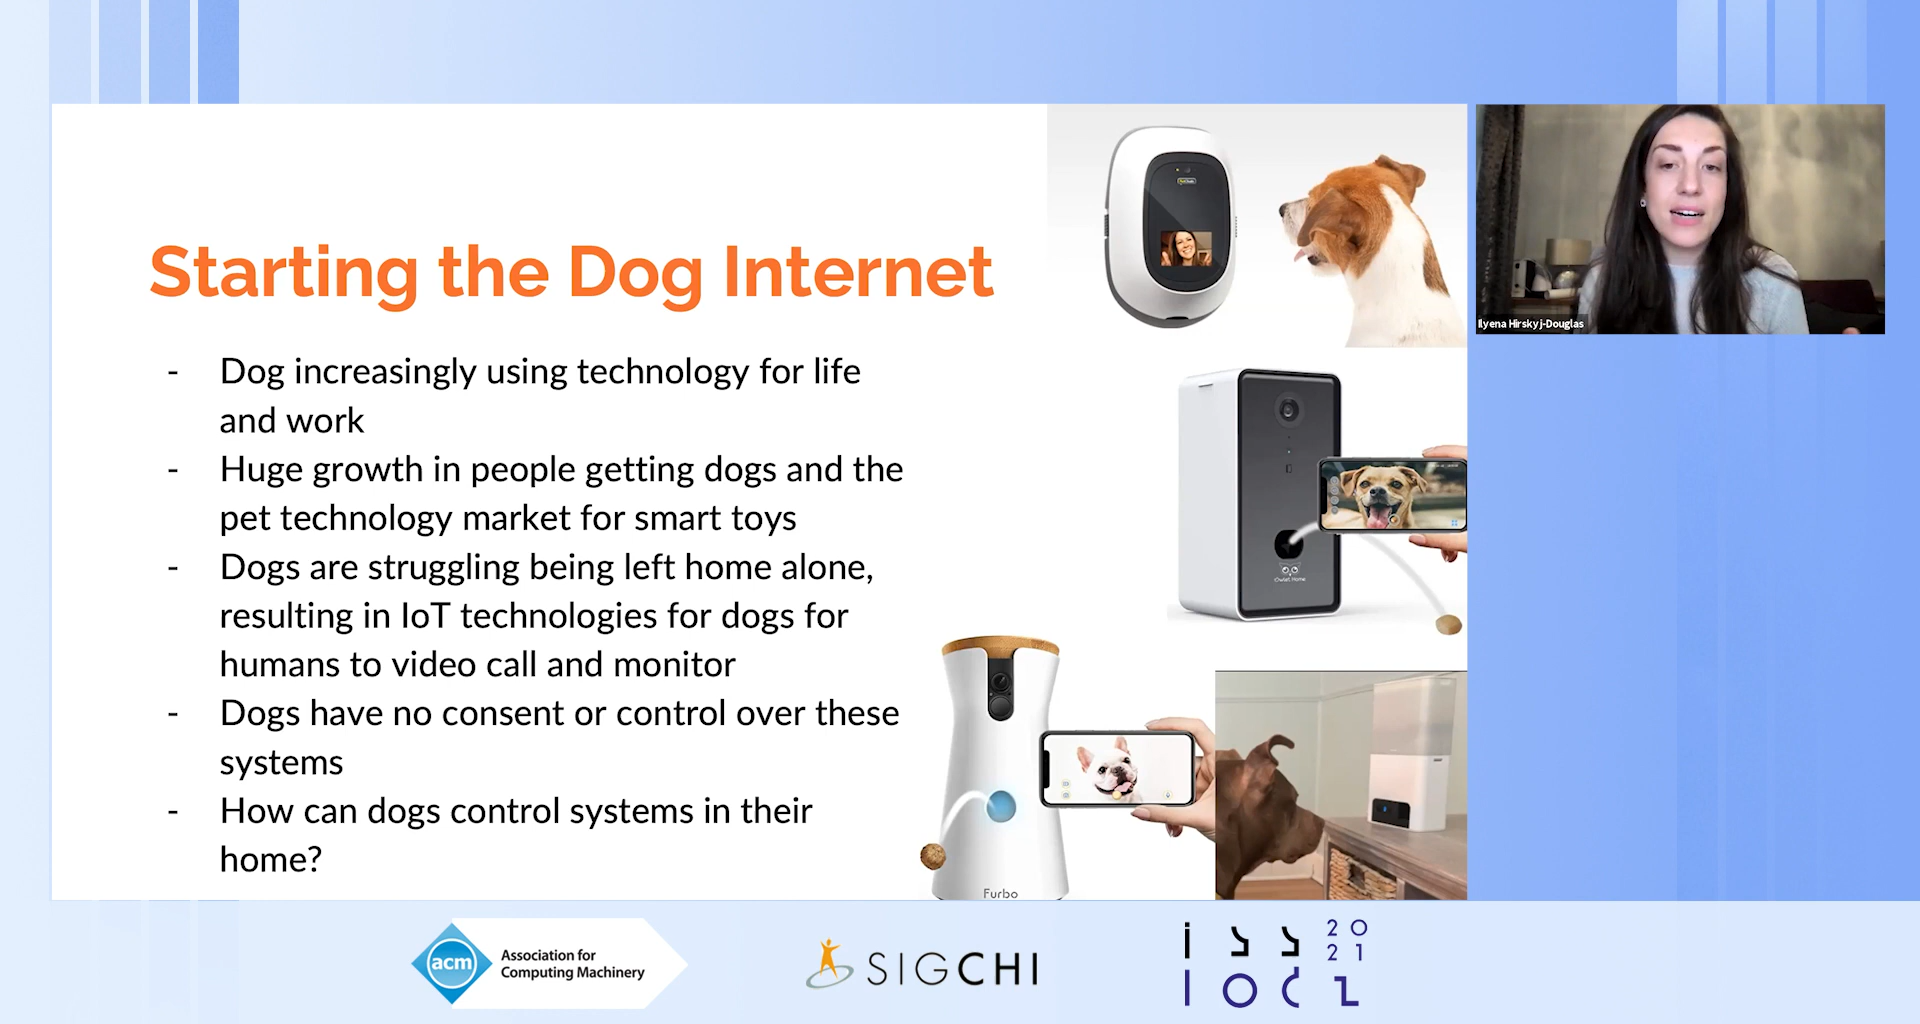 Starting the Dog Internet
- Dog increasingly using technology for life
and work
- Huge growth in people getting dogs and the
pet technology market for smart toys
- Dogs are struggling being left home alone,
resulting in IoT technologies for dogs for
humans to video call and monitor
- Dogs have no consent or control over these
systems
- How can dogs control systems in their
home?
Owlet Home
Furbo
Ilyena Hirskyj-Douglas
acm
Association for
Computing Machinery
SIGCHI
iss
2021